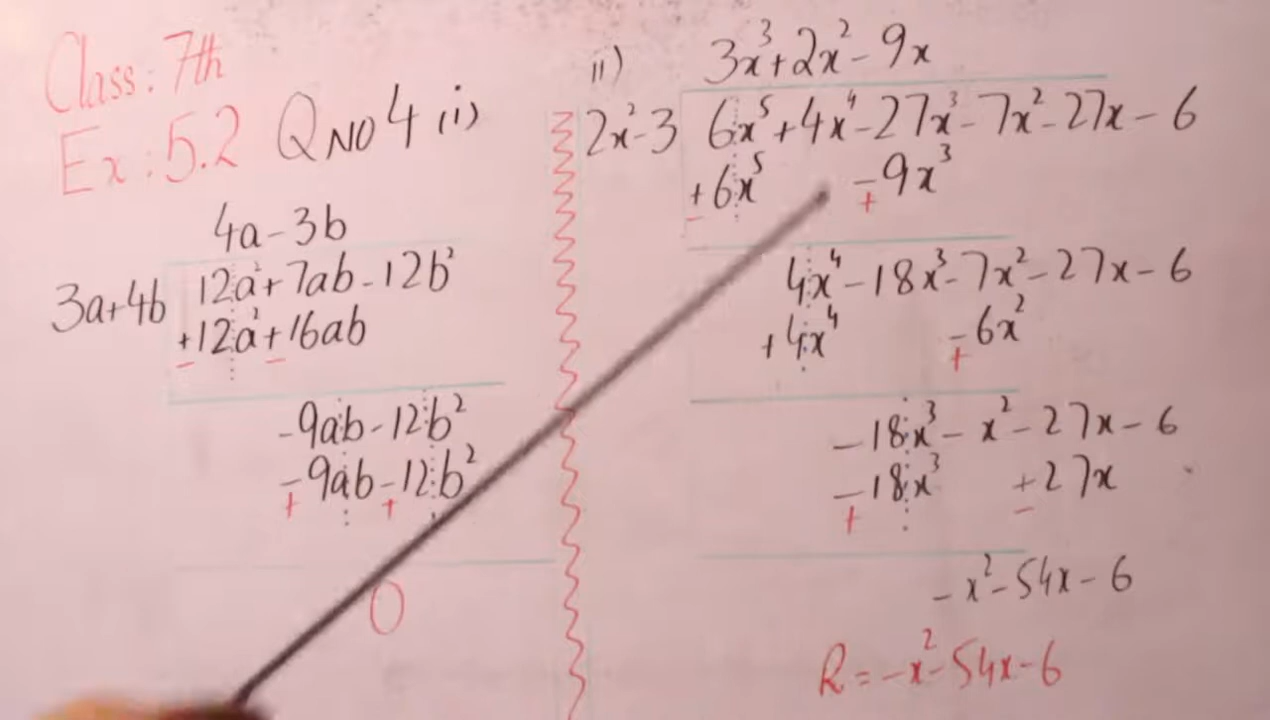 Class: 7th
Ex: 5.2 QNO4 (i)
4a - 3b
3a+4b 12a²+7ab-12b²
+12a²+16ab
- -
-9ab-12b²
-9ab-12b²
+ +
0
ii) 3x³+2x²-9x
2x²-3 6x⁵+4x⁴-27x³-7x²-27x-6
+6x⁵ -9x³
- +
4x⁴-18x³-7x²-27x-6
+4x⁴ -6x²
+
-18x³-x²-27x-6
-18x³ +27x
+ -
-x²-54x-6
R=-x²-54x-6